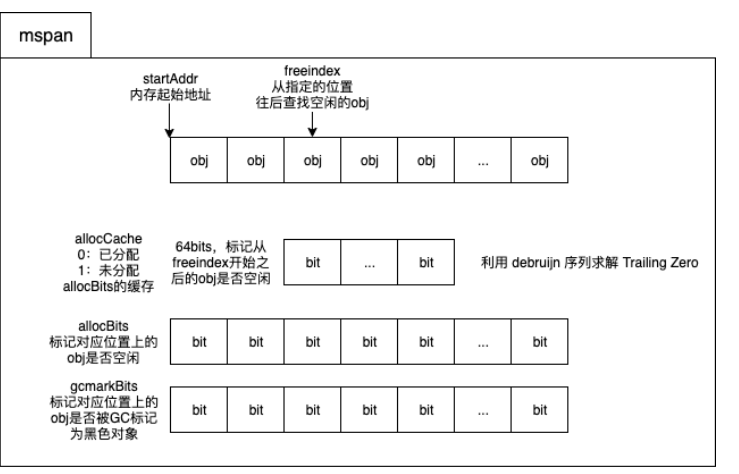 mspan
startAddr
内存起始地址
freeindex
从指定的位置
往后查找空闲的obj
obj obj obj obj obj ... obj
allocCache
0：已分配
1：未分配
allocBits的缓存
64bits，标记从
freeindex开始之
后的obj是否空闲
bit ... bit
利用 debruijn 序列求解 Trailing Zero
allocBits
标记对应位置上的
obj是否空闲
bit bit bit bit bit ... bit
gcmarkBits
标记对应位置上的
obj是否被GC标记
为黑色对象
bit bit bit bit bit ... bit